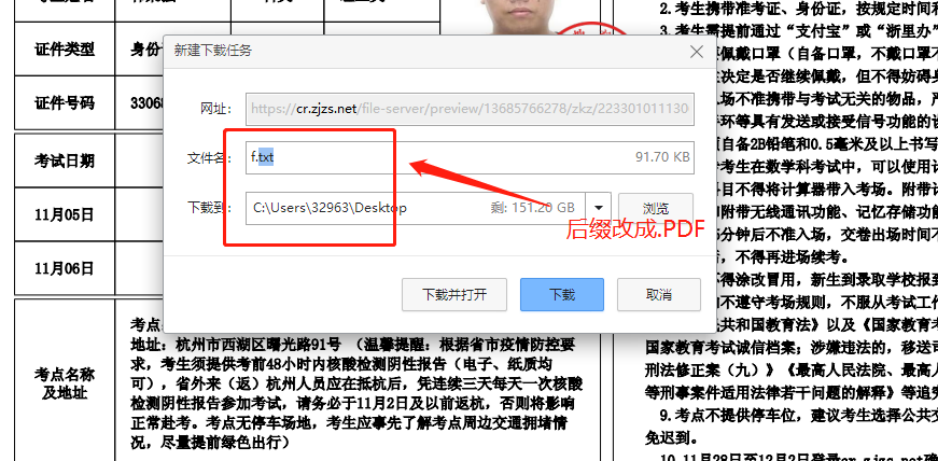 2.考生携带准考证、身份证，按规定时间
证件类型
身份
3.考生需提前通过“支付宝”或“浙里办”
新建下载任务
佩戴口罩（自备口罩，不戴口罩
决定是否继续佩戴，但不得妨碍
证件号码
3306
网址：
https://cr.zjzs.net/file-server/preview/13685766278/zkz/223301011130
场不准携带与考试无关的物品，
环等具有发送或接受信号功能的
自备2B铅笔和0.5毫米及以上书写
考试日期
文件名：
f.txt
91.70 KB
考生在数学科考试中，可以使用
目不得将计算器带入考场。附带
11月05日
下载到：
C:\Users\32963\Desktop
剩: 151.20 GB
浏览
附带无线通讯功能、记忆存储功
后缀改成.PDF
分钟后不准入场，交卷出场时间
，不得再进场续考。
11月06日
得涂改冒用，新生到录取学校报
下载并打开
下载
取消
不遵守考场规则，不服从考试工
考点
共和国教育法》以及《国家教育
地址：杭州市西湖区曙光路91号（温馨提醒：根据省市疫情防控要
国家教育考试诚信档案；涉嫌违法的，移送
求，考生须提供考前48小时内核酸检测阴性报告（电子、纸质均
刑法修正案（九）》《最高人民法院、最高
考点名称
及地址
可），省外来（返）杭州人员应在抵杭后，凭连续三天每天一次核酸
等刑事案件适用法律若干问题的解释》等追
检测阴性报告参加考试，请务必于11月2日及以前返杭，否则将影响
9.考点不提供停车位，建议考生选择公共
正常赴考。考点无停车场地，考生应事先了解考点周边交通拥堵情
免迟到。
况，尽量提前绿色出行）
10.11月28日至12月2日登录cr.zjzs.net